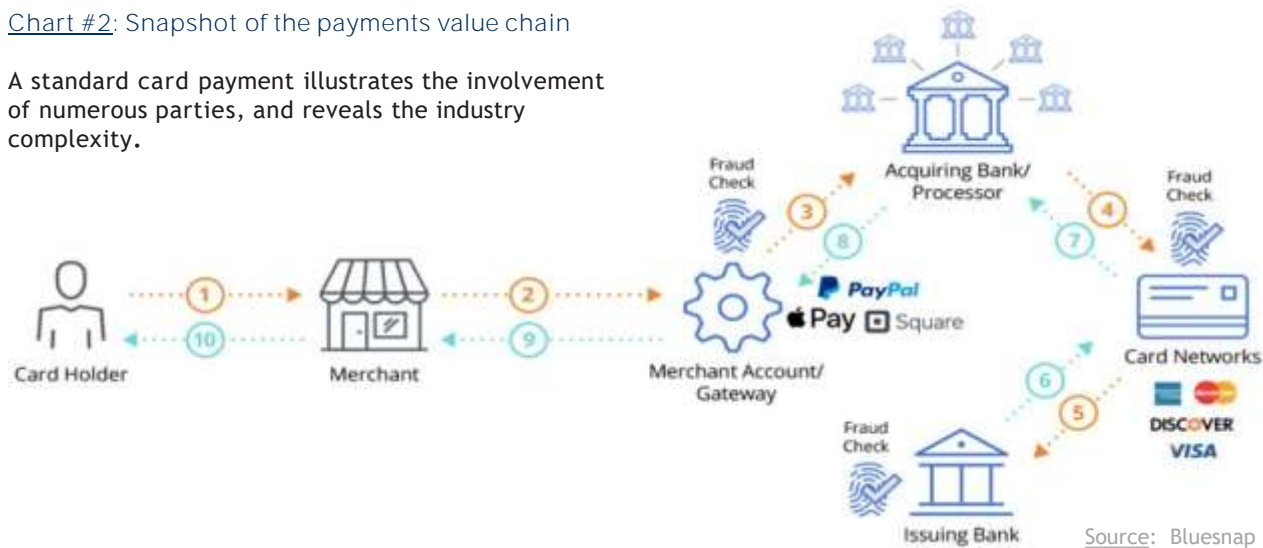 Chart #2: Snapshot of the payments value chain
A standard card payment illustrates the involvement
of numerous parties, and reveals the industry
complexity.
Fraud
Check
3
8
Acquiring Bank/
Processor
4
7
Fraud
Check
1
10
2
9
PayPal
Pay
Square
Card Holder
Merchant
Merchant Account/
Gateway
Card Networks
DISCOVER
VISA
6
5
Fraud
Check
Issuing Bank
Source: Bluesnap